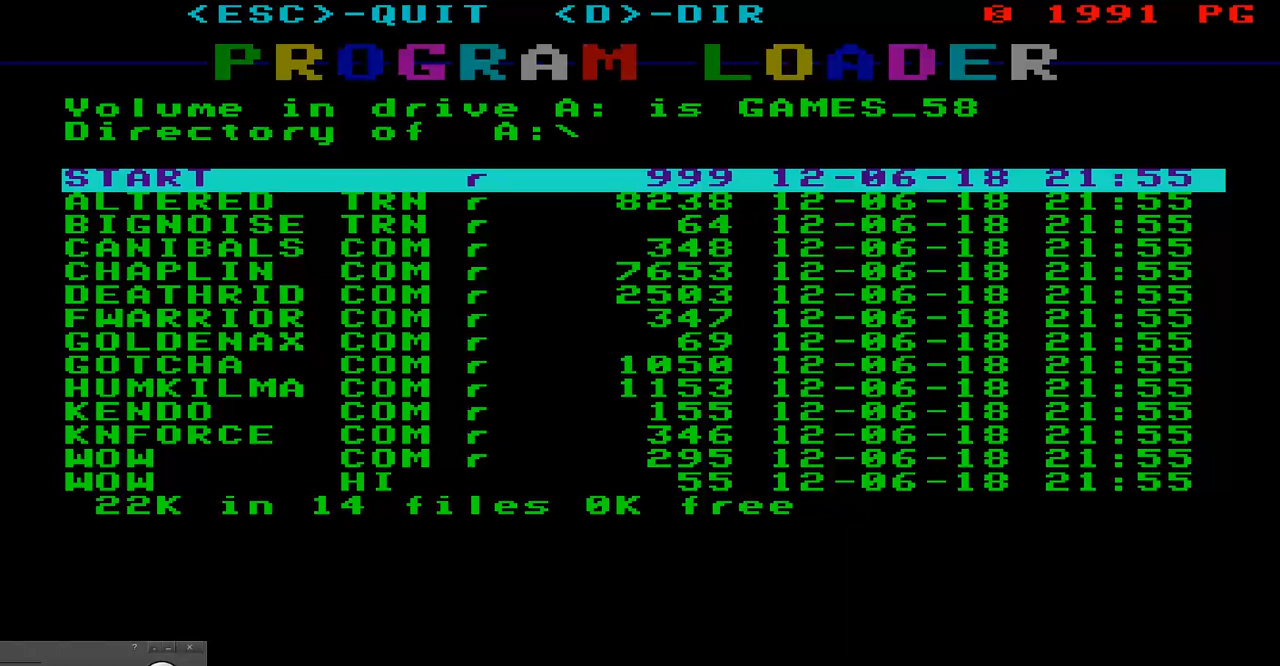 <ESC>-QUIT <D>-DIR 1991 PG
PROGRAM LOADER
Volume in drive A: is GAMES_58
Directory of A:\
START r 999 12-06-18 21:55
ALTERED TRN r 8238 12-06-18 21:55
BIGNOISE TRN r 64 12-06-18 21:55
CANIBALS COM r 348 12-06-18 21:55
CHAPLIN COM r 7653 12-06-18 21:55
DEATHRID COM r 2503 12-06-18 21:55
FWARRIOR COM r 347 12-06-18 21:55
GOLDENAX COM r 69 12-06-18 21:55
GOTCHA COM r 1050 12-06-18 21:55
HUMKILMA COM r 1153 12-06-18 21:55
KENDO COM r 155 12-06-18 21:55
KNFORCE COM r 346 12-06-18 21:55
WOW COM r 295 12-06-18 21:55
WOW HI 55 12-06-18 21:55
22K in 14 files 0K free